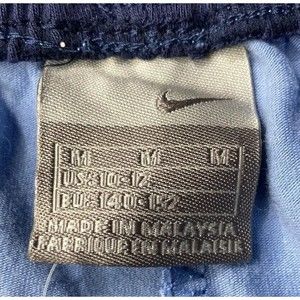 M M M
US:10-12
EU:140-152
MADE IN MALAYSIA
FABRIQUE EN MALAISIE